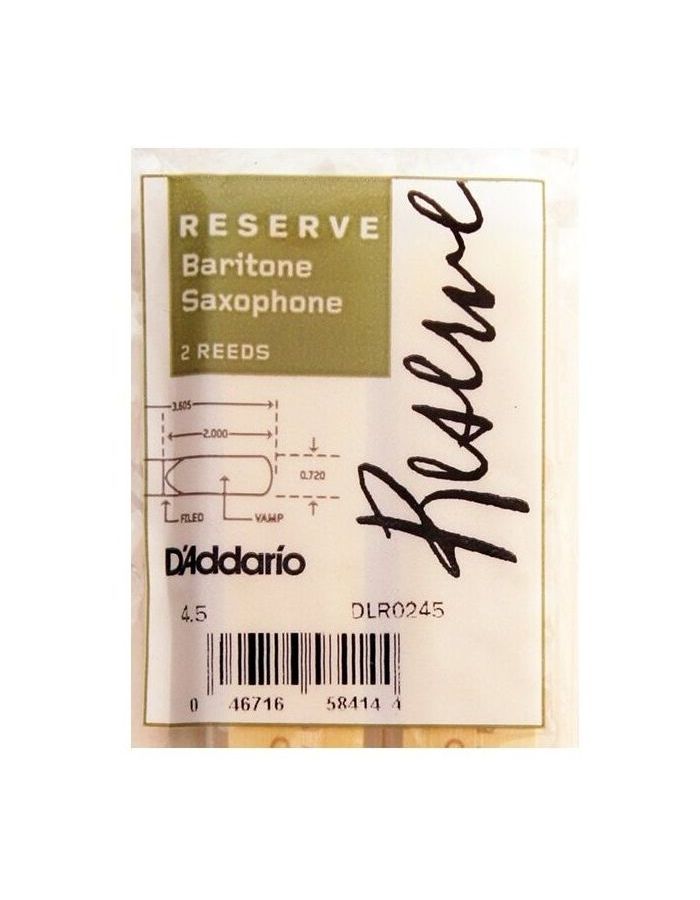 RESERVE
Baritone
Saxophone
2 REEDS
Reserve
3.605
2.000
0.720
FILED
VAMP
D'Addario
4.5
DLR0245
0 46716 58414 4